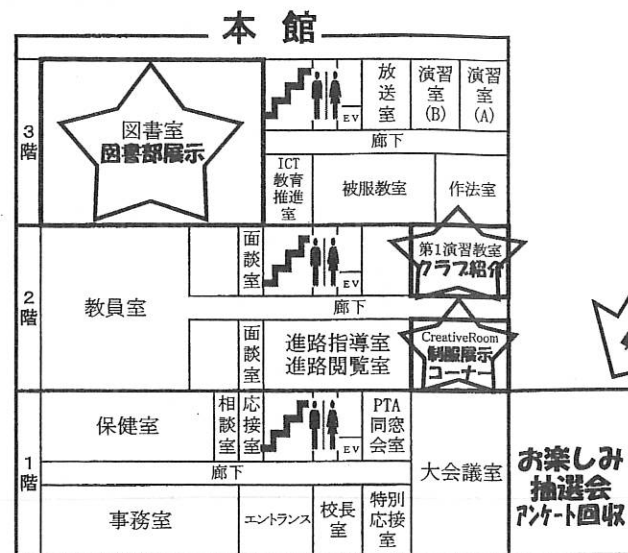 本館
3階
図書室
図書部展示
EV
放送室
演習室(B)
演習室(A)
廊下
ICT教育推進室
被服教室
作法室
2階
教員室
面談室
EV
第1演習教室
クラブ紹介
廊下
面談室
進路指導室
進路閲覧室
CreativeRoom
制服展示
コーナー
1階
保健室
相談室
応接室
EV
PTA同窓会室
大会議室
廊下
事務室
エントランス
校長室
特別応接室
お楽しみ
抽選会
アンケート回収